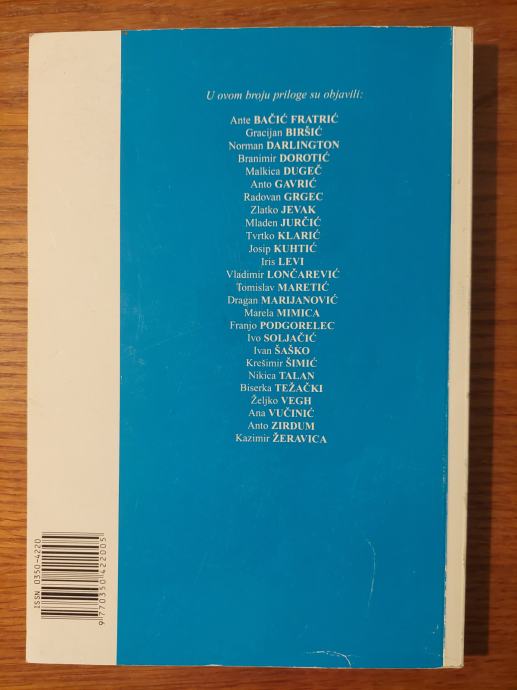 U ovom broju priloge su objavili:
Ante BAČIĆ FRATRIĆ
Gracijan BIRŠIĆ
Norman DARLINGTON
Branimir DOROTIĆ
Malkica DUGEČ
Anto GAVRIĆ
Radovan GRGEC
Zlatko JEVAK
Mladen JURČIĆ
Tvrtko KLARIĆ
Josip KUHTIĆ
Iris LEVI
Vladimir LONČAREVIĆ
Tomislav MARETIĆ
Dragan MARIJANOVIĆ
Marela MIMICA
Franjo PODGORELEC
Ivo SOLJAČIĆ
Ivan ŠAŠKO
Krešimir ŠIMIĆ
Nikica TALAN
Biserka TEŽAČKI
Željko VEGH
Ana VUČINIĆ
Anto ZIRDUM
Kazimir ŽERAVICA
ISSN 0350-4220
9 770350 422005